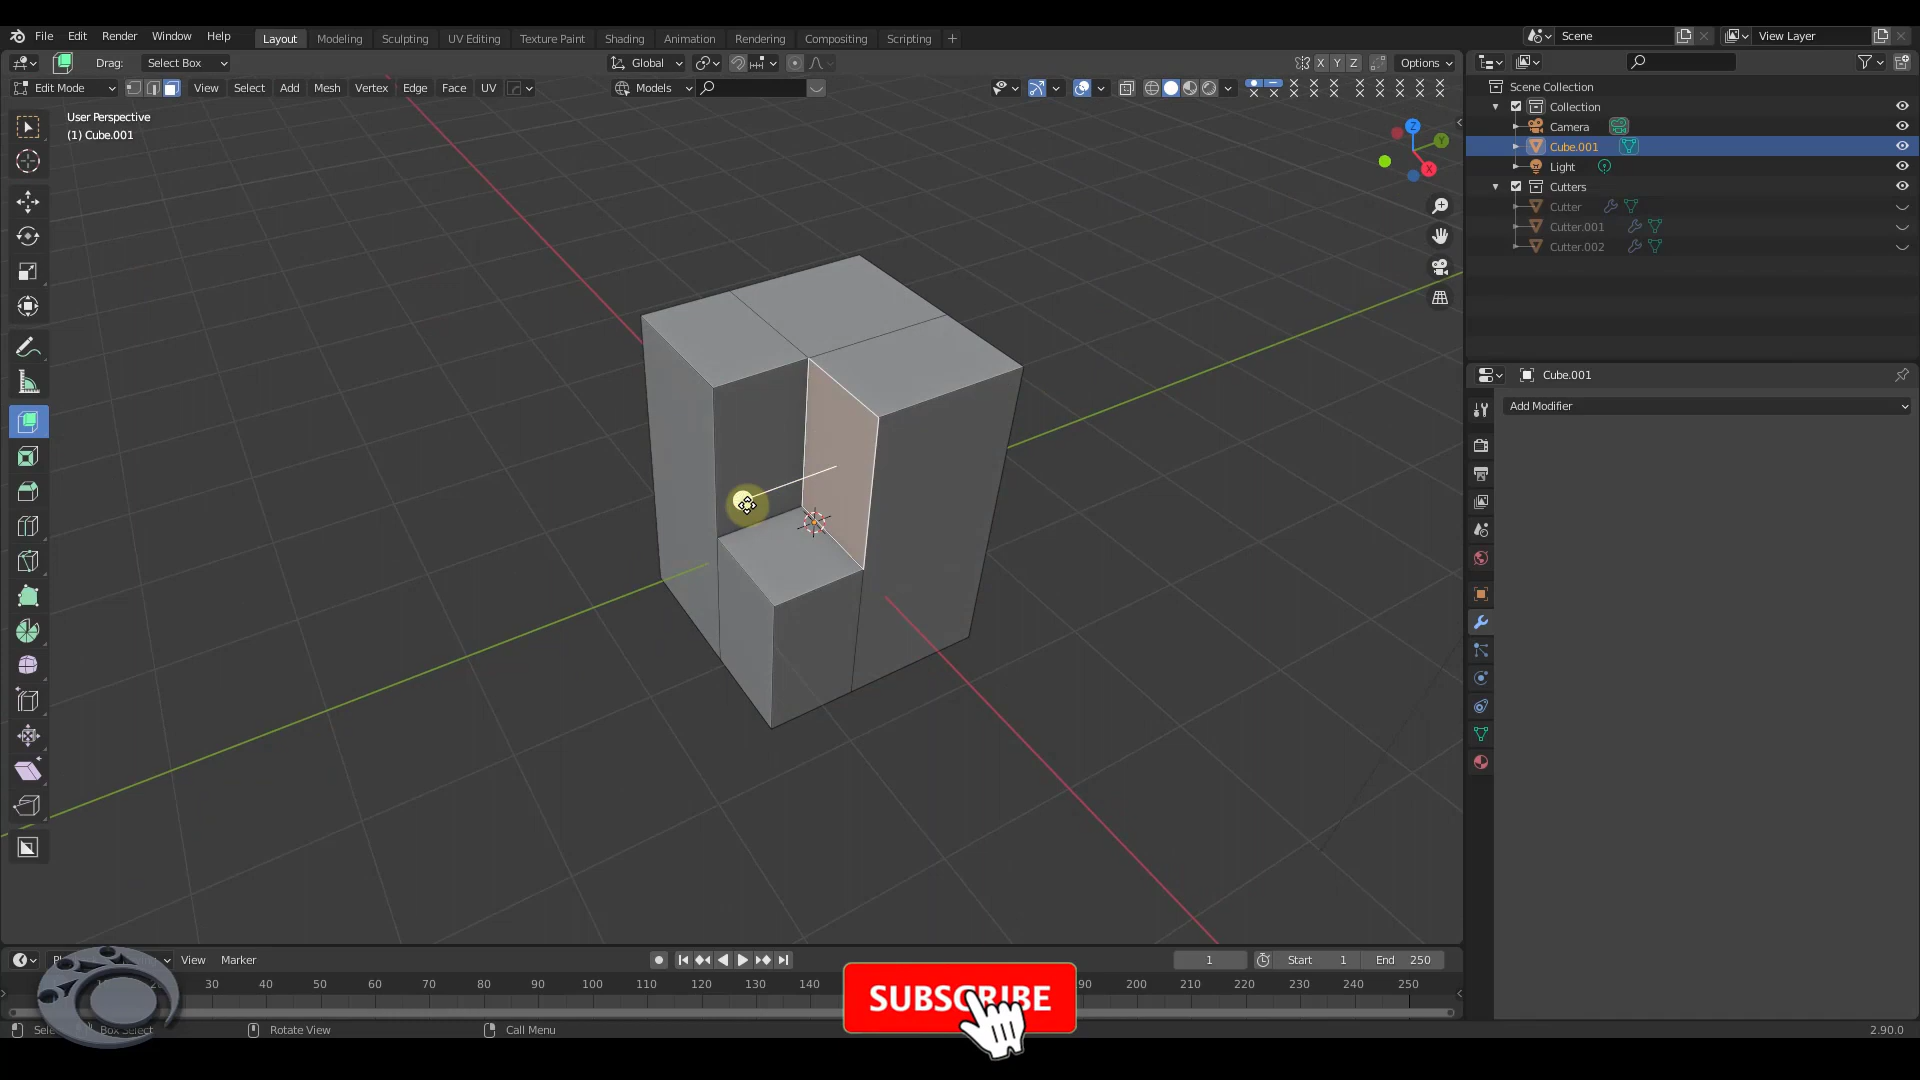 File Edit Render Window Help Layout Modeling Sculpting UV Editing Texture Paint Shading Animation Rendering Compositing Scripting + Scene View Layer
Drag: Select Box Global X Y Z Options
Edit Mode View Select Add Mesh Vertex Edge Face UV Models
User Perspective
(1) Cube.001
Z
Y
X
Scene Collection
Collection
Camera
Cube.001
Light
Cutters
Cutter
Cutter.001
Cutter.002
Cube.001
Add Modifier
View Marker 1 Start 1 End 250
30 40 50 60 70 80 90 100 110 120 130 140 190 200 210 220 230 240 250
SUBSCRIBE
Box Select Rotate View Call Menu 2.90.0